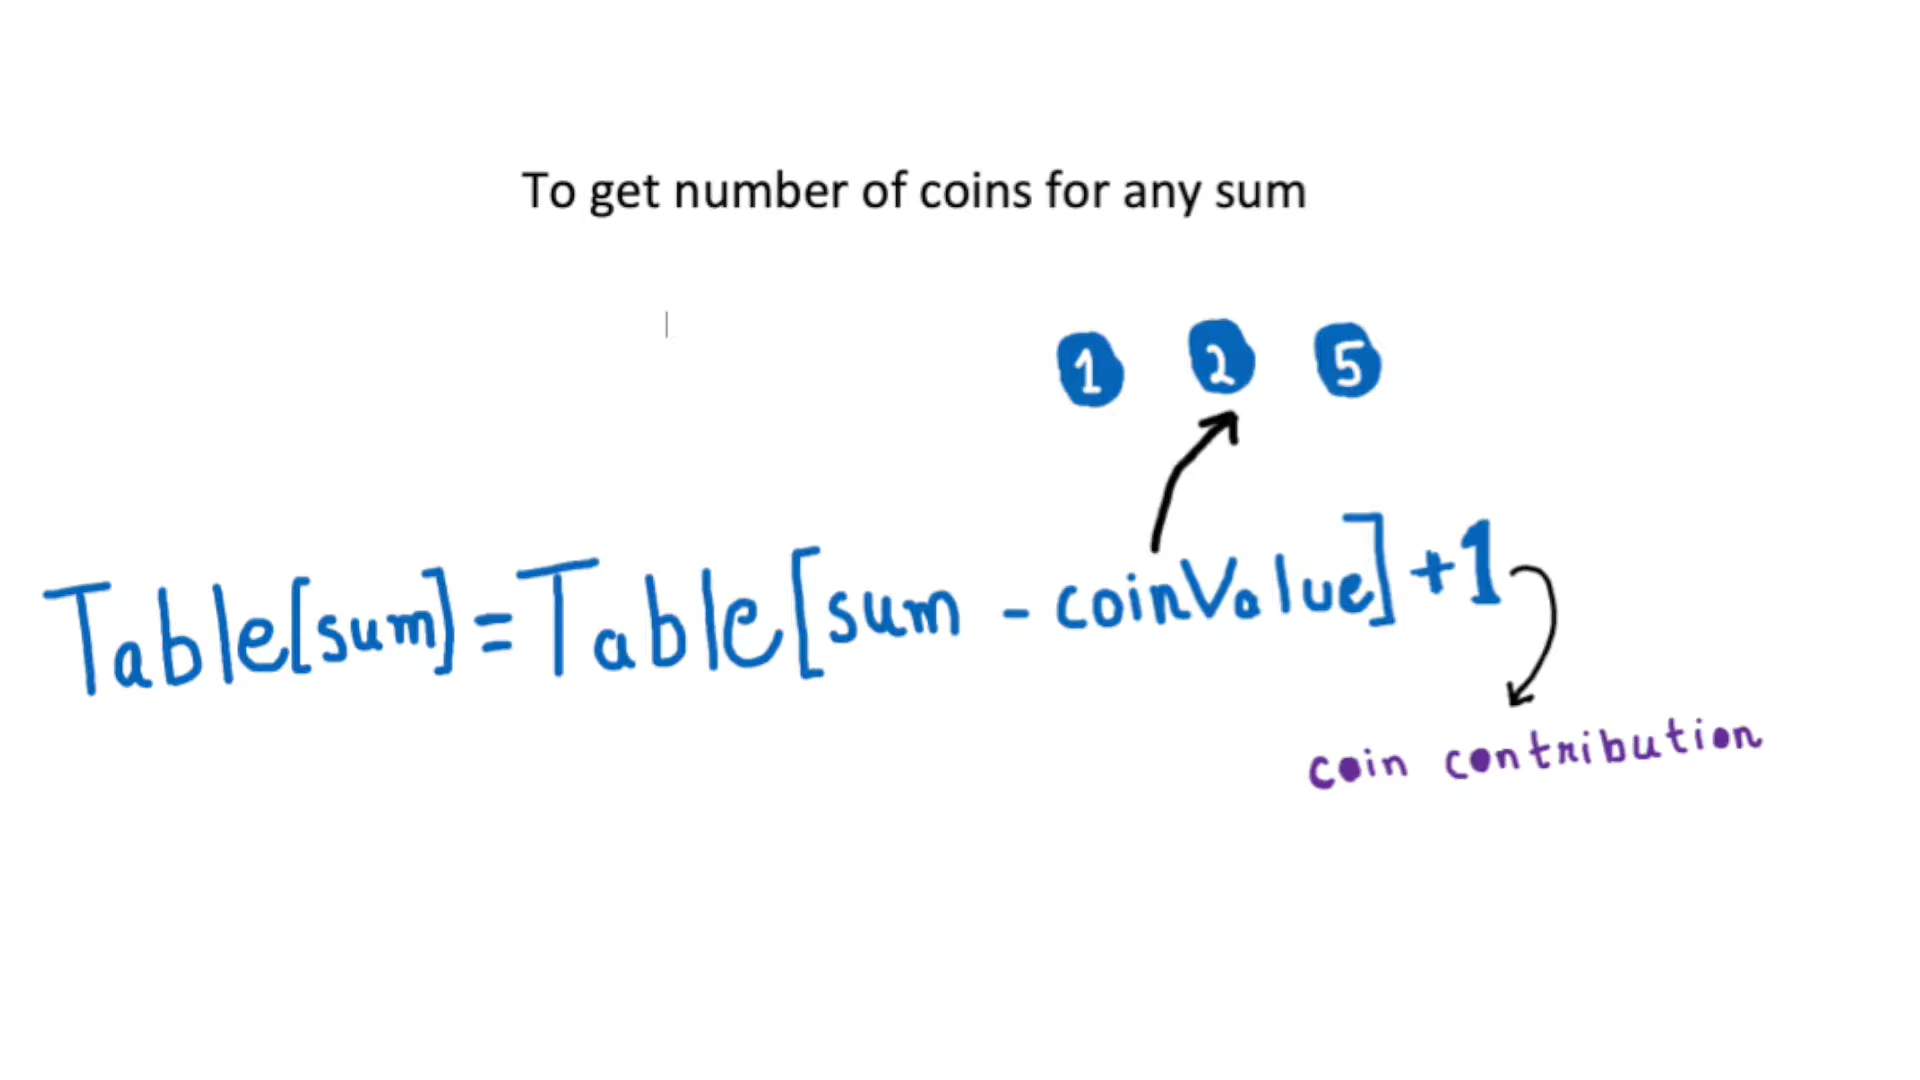 To get number of coins for any sum
1 2 5
Table[sum] = Table[sum - coinValue] + 1
coin contribution